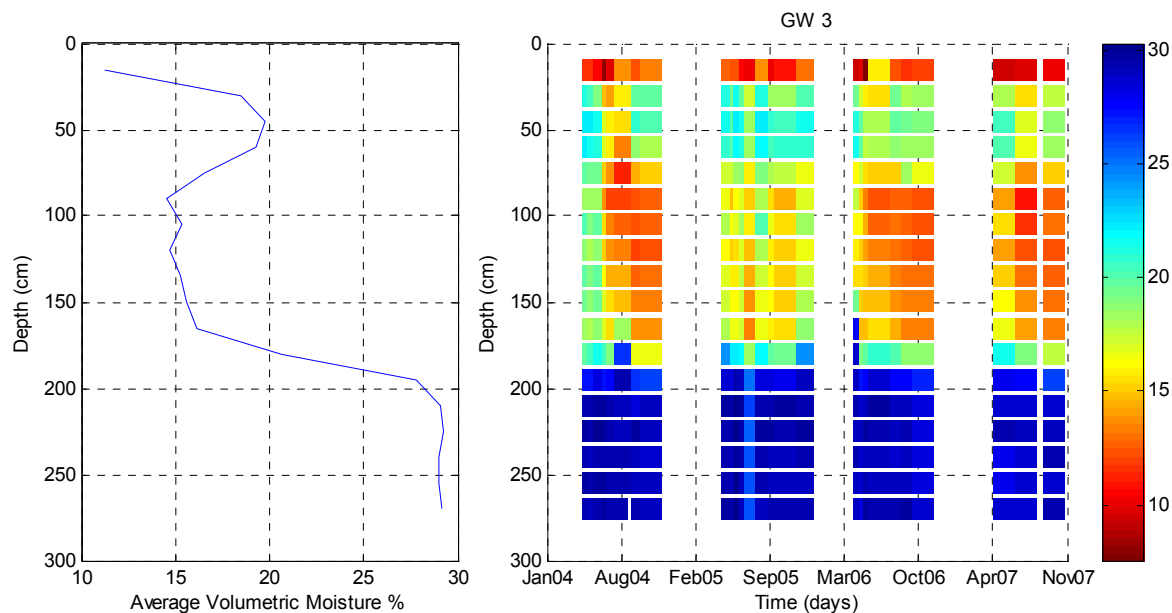 GW 3
0
50
100
150
200
250
300
Depth (cm)
10 15 20 25 30
Average Volumetric Moisture %
0
50
100
150
200
250
300
Depth (cm)
Jan04 Aug04 Feb05 Sep05 Mar06 Oct06 Apr07 Nov07
Time (days)
30
25
20
15
10